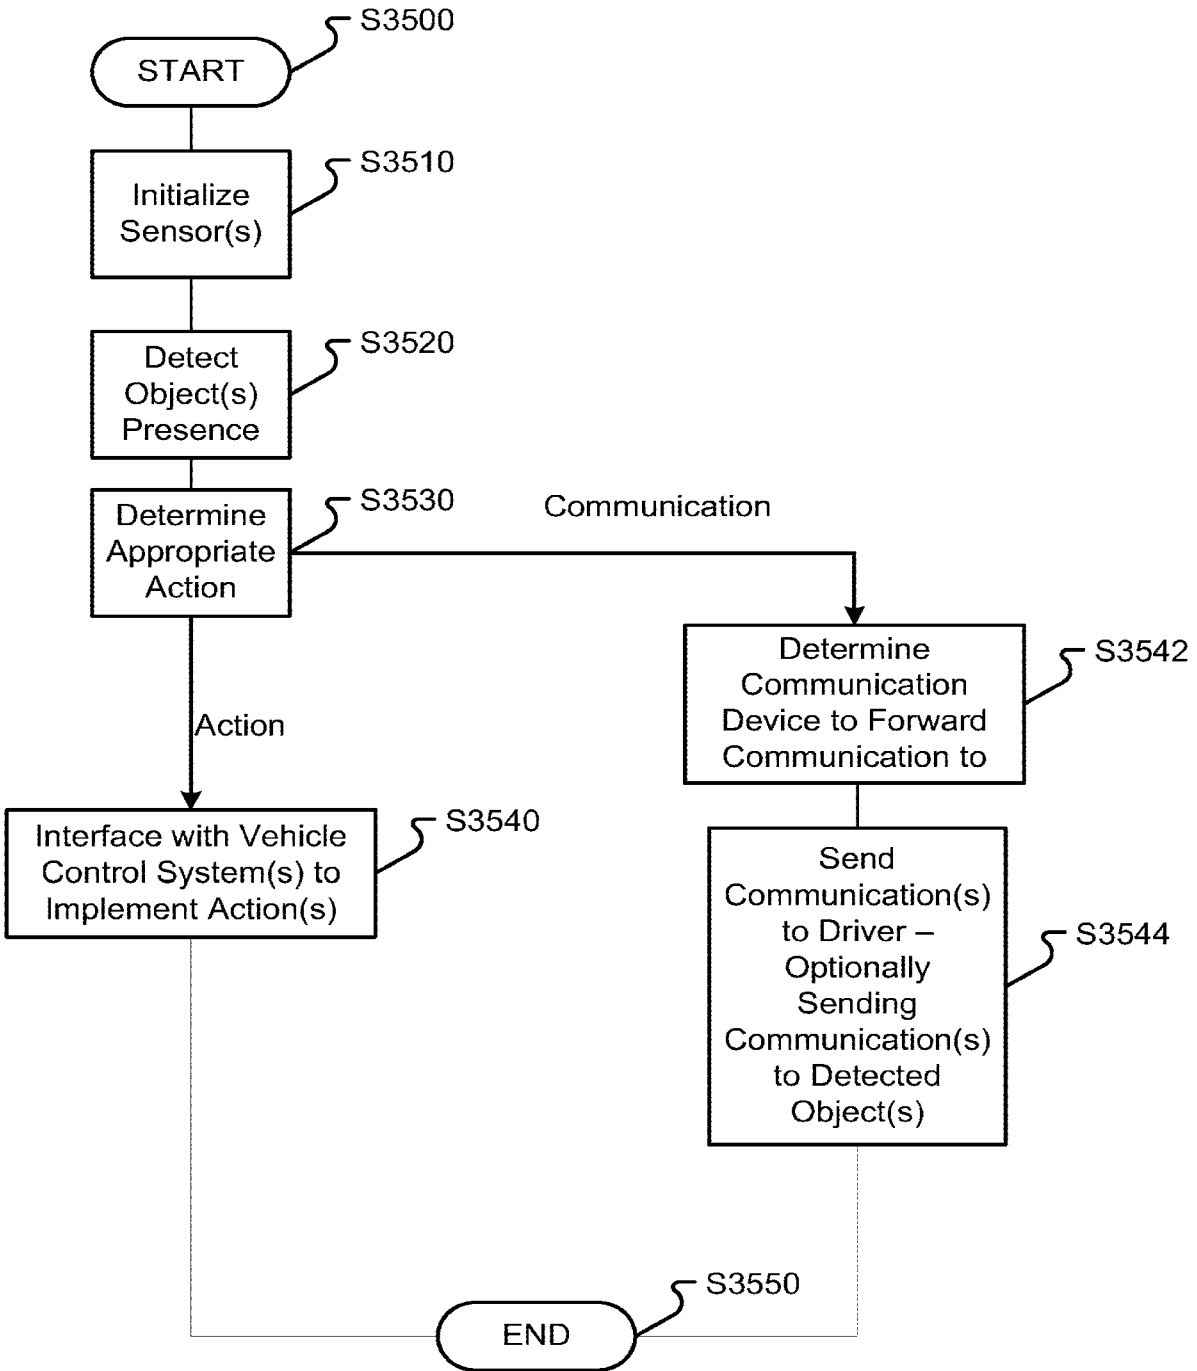 S3500
START
S3510
Initialize
Sensor(s)
S3520
Detect
Object(s)
Presence
S3530
Determine
Appropriate
Action
Communication
Action
S3542
Determine
Communication
Device to Forward
Communication to
S3540
Interface with Vehicle
Control System(s) to
Implement Action(s)
S3544
Send
Communication(s)
to Driver –
Optionally
Sending
Communication(s)
to Detected
Object(s)
S3550
END